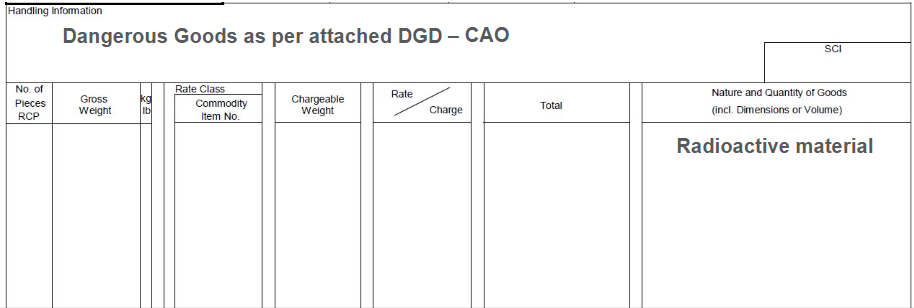 Handling Information
Dangerous Goods as per attached DGD – CAO
SCI
No. of
Pieces
RCP
Gross
Weight
kg
lb
Rate Class
Commodity
Item No.
Chargeable
Weight
Rate
Charge
Total
Nature and Quantity of Goods
(incl. Dimensions or Volume)
Radioactive material